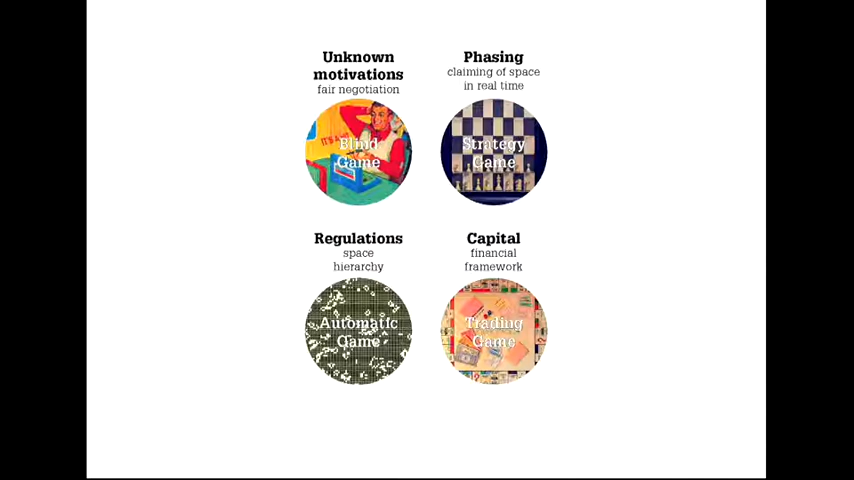 Unknown
motivations
fair negotiation
Blind
Game
Phasing
claiming of space
in real time
Strategy
Game
Regulations
space
hierarchy
Automatic
Game
Capital
financial
framework
Trading
Game